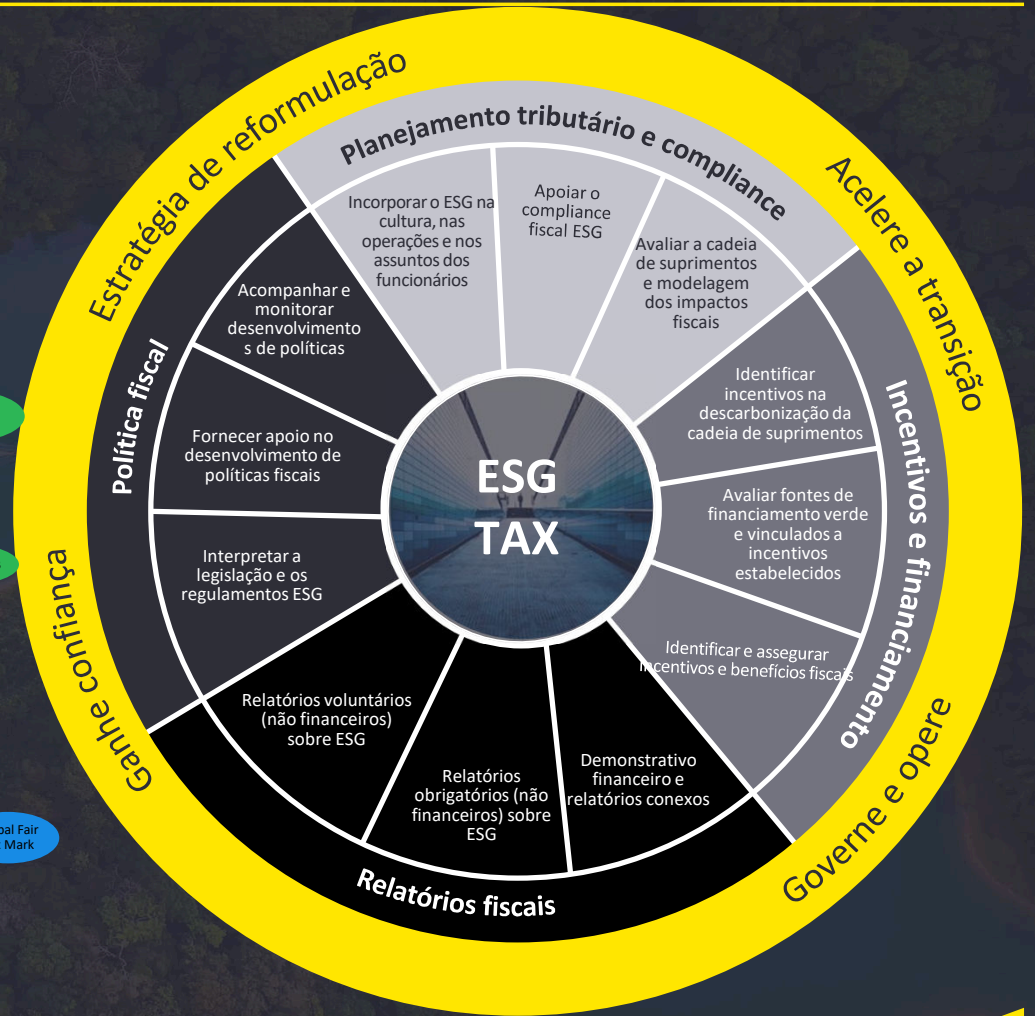 Estratégia de reformulação
Acelere a transição
Governe e opere
Ganhe confiança
Planejamento tributário e compliance
Incorporar o ESG na
cultura, nas
operações e nos
assuntos dos
funcionários
Apoiar o
compliance
fiscal ESG
Avaliar a cadeia
de suprimentos
e modelagem
dos impactos
fiscais
Incentivos e financiamento
Identificar
incentivos na
descarbonização da
cadeia de suprimentos
Avaliar fontes de
financiamento verde
e vinculados a
incentivos
estabelecidos
Identificar e assegurar
incentivos e benefícios fiscais
Relatórios fiscais
Demonstrativo
financeiro e
relatórios conexos
Relatórios
obrigatórios (não
financeiros) sobre
ESG
Relatórios voluntários
(não financeiros)
sobre ESG
Política fiscal
Interpretar a
legislação e os
regulamentos ESG
Fornecer apoio no
desenvolvimento de
políticas fiscais
Acompanhar e
monitorar
desenvolvimento
s de políticas
ESG
TAX
Fair
Mark